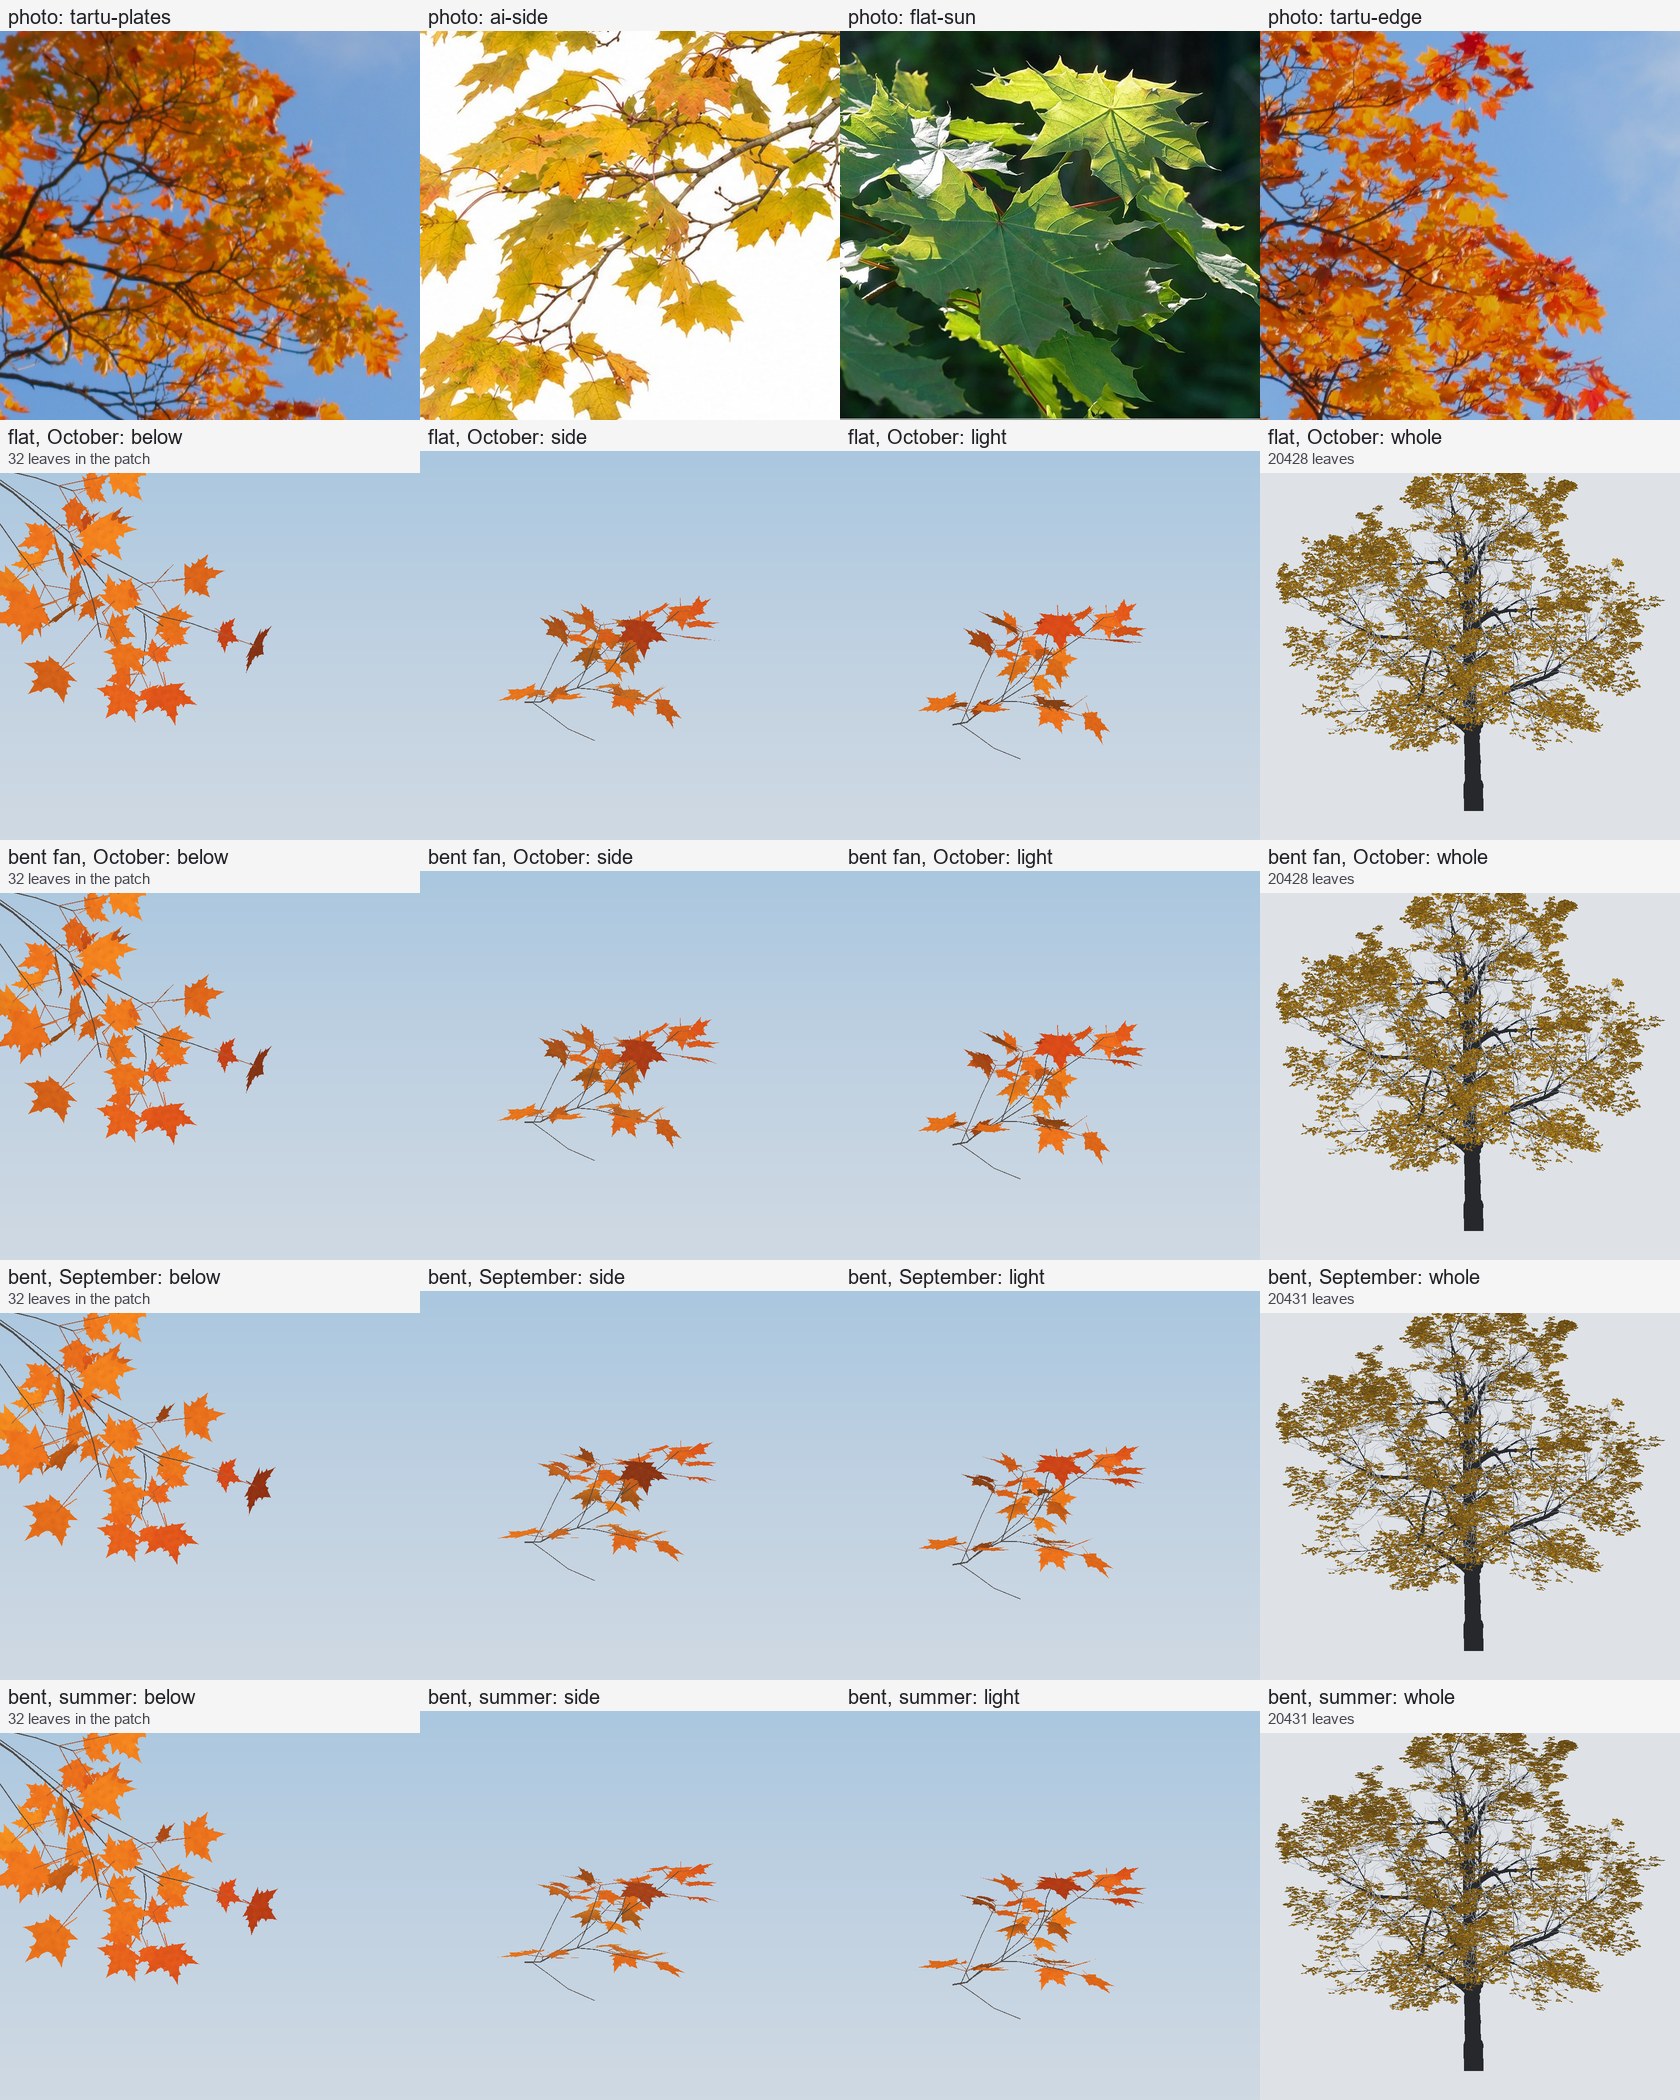 photo: tartu-plates
photo: ai-side
photo: flat-sun
photo: tartu-edge
flat, October: below
32 leaves in the patch
flat, October: side
flat, October: light
flat, October: whole
20428 leaves
bent fan, October: below
32 leaves in the patch
bent fan, October: side
bent fan, October: light
bent fan, October: whole
20428 leaves
bent, September: below
32 leaves in the patch
bent, September: side
bent, September: light
bent, September: whole
20431 leaves
bent, summer: below
32 leaves in the patch
bent, summer: side
bent, summer: light
bent, summer: whole
20431 leaves